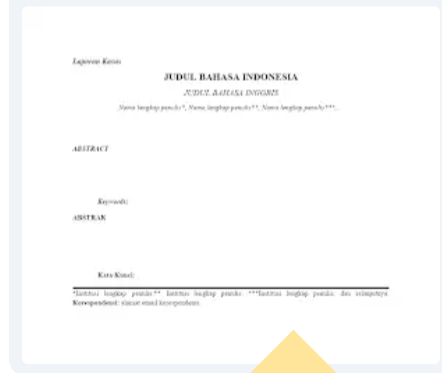 Laporan Kasus
JUDUL BAHASA INDONESIA
JUDUL BAHASA INGGRIS
Nama lengkap penulis*, Nama lengkap penulis**, Nama lengkap penulis***...
ABSTRACT
Keywords:
ABSTRAK
Kata Kunci:
*Institusi lengkap penulis ** Institusi lengkap penulis ***Institusi lengkap penulis, dan seterusnya.
Korespondensi: alamat email korespondensi.